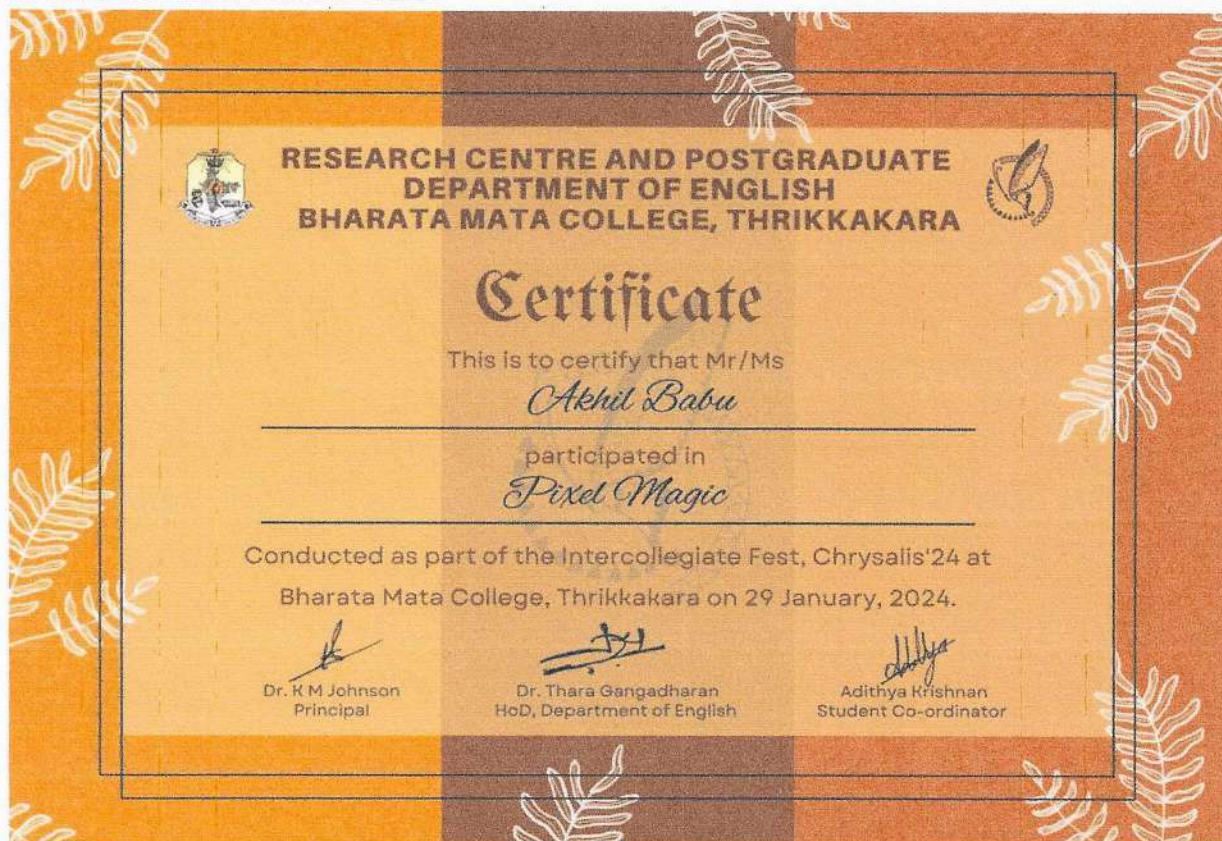 RESEARCH CENTRE AND POSTGRADUATE
DEPARTMENT OF ENGLISH
BHARATA MATA COLLEGE, THRIKKAKARA
Certificate
This is to certify that Mr/Ms
Akhil Babu
participated in
Pixel Magic
Conducted as part of the Intercollegiate Fest, Chrysalis'24 at
Bharata Mata College, Thrikkakara on 29 January, 2024.
Dr. K M Johnson
Principal
Dr. Thara Gangadharan
HoD, Department of English
Adithya Krishnan
Student Co-ordinator